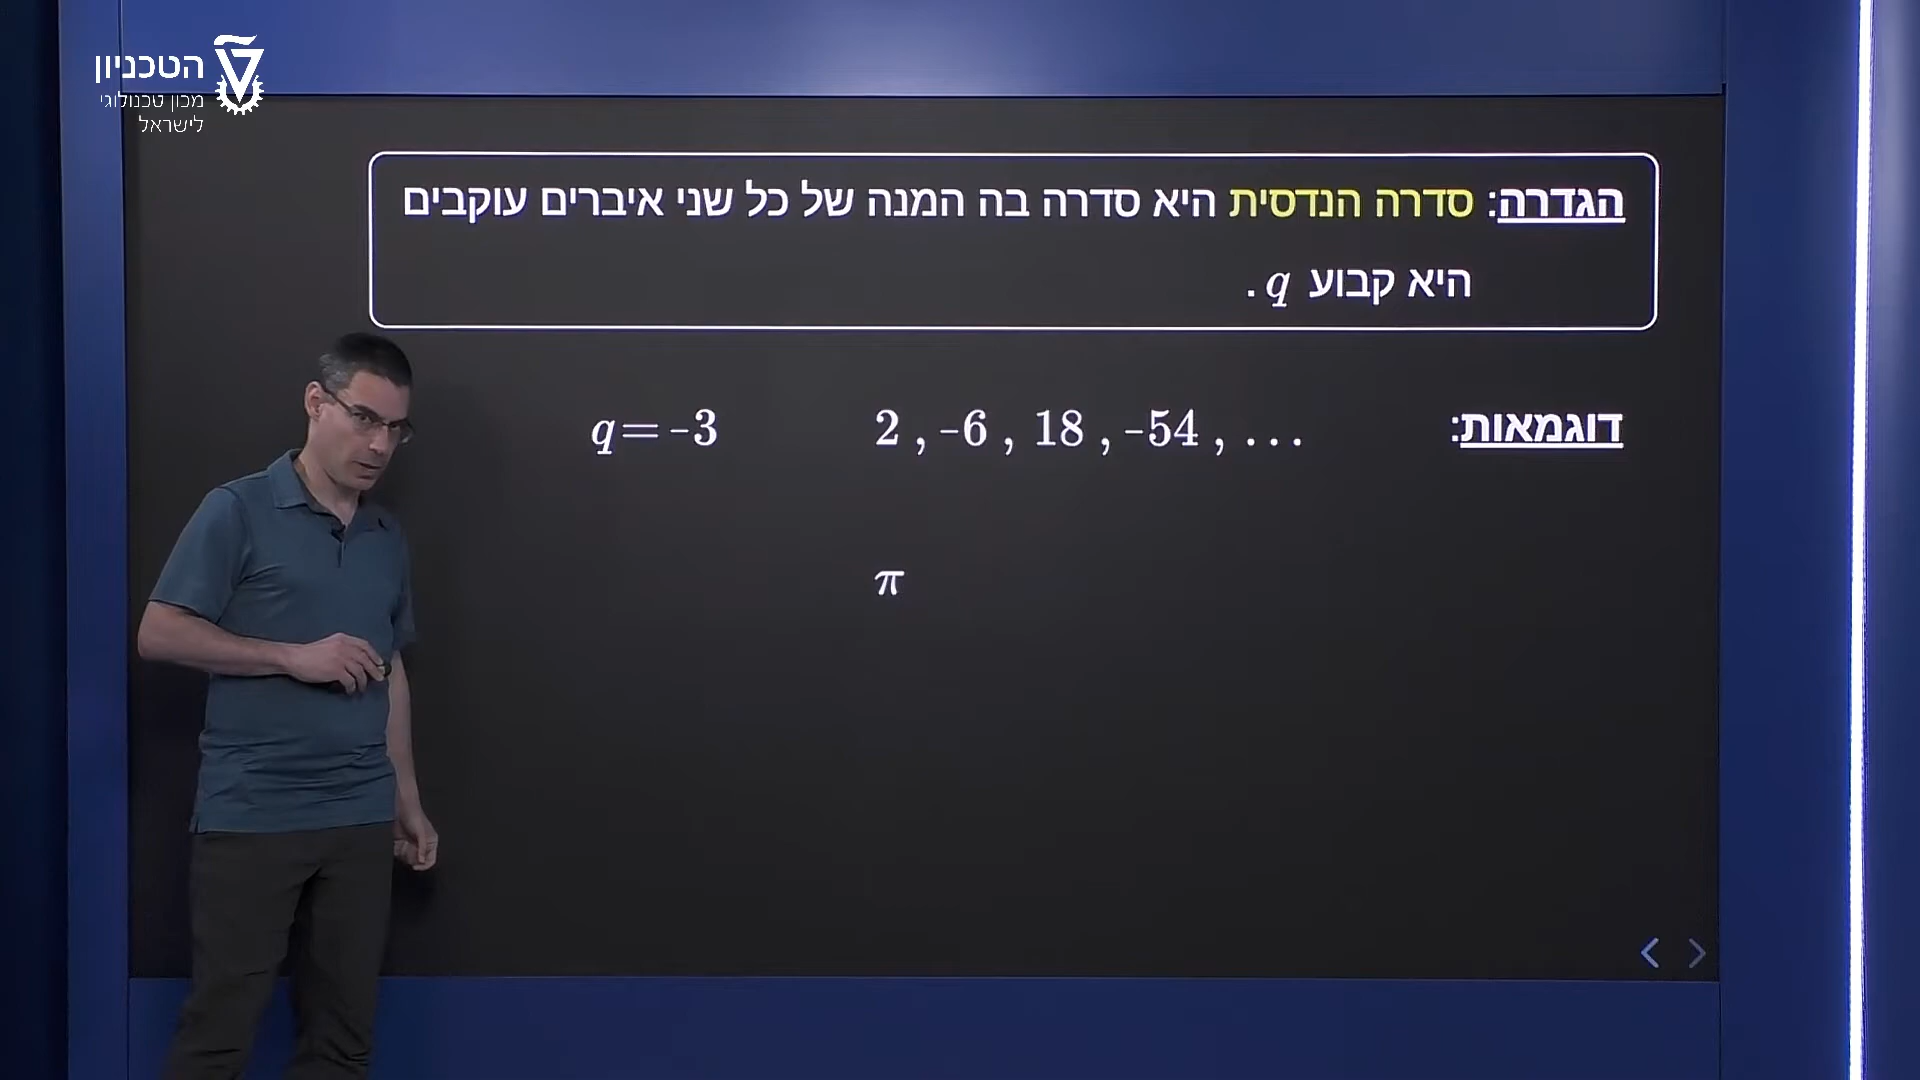 הטכניון
מכון טכנולוגי
לישראל
הגדרה: סדרה הנדסית היא סדרה בה המנה של כל שני איברים עוקבים
היא קבוע q.
דוגמאות: 2 , -6 , 18 , -54 , ... q = -3
π